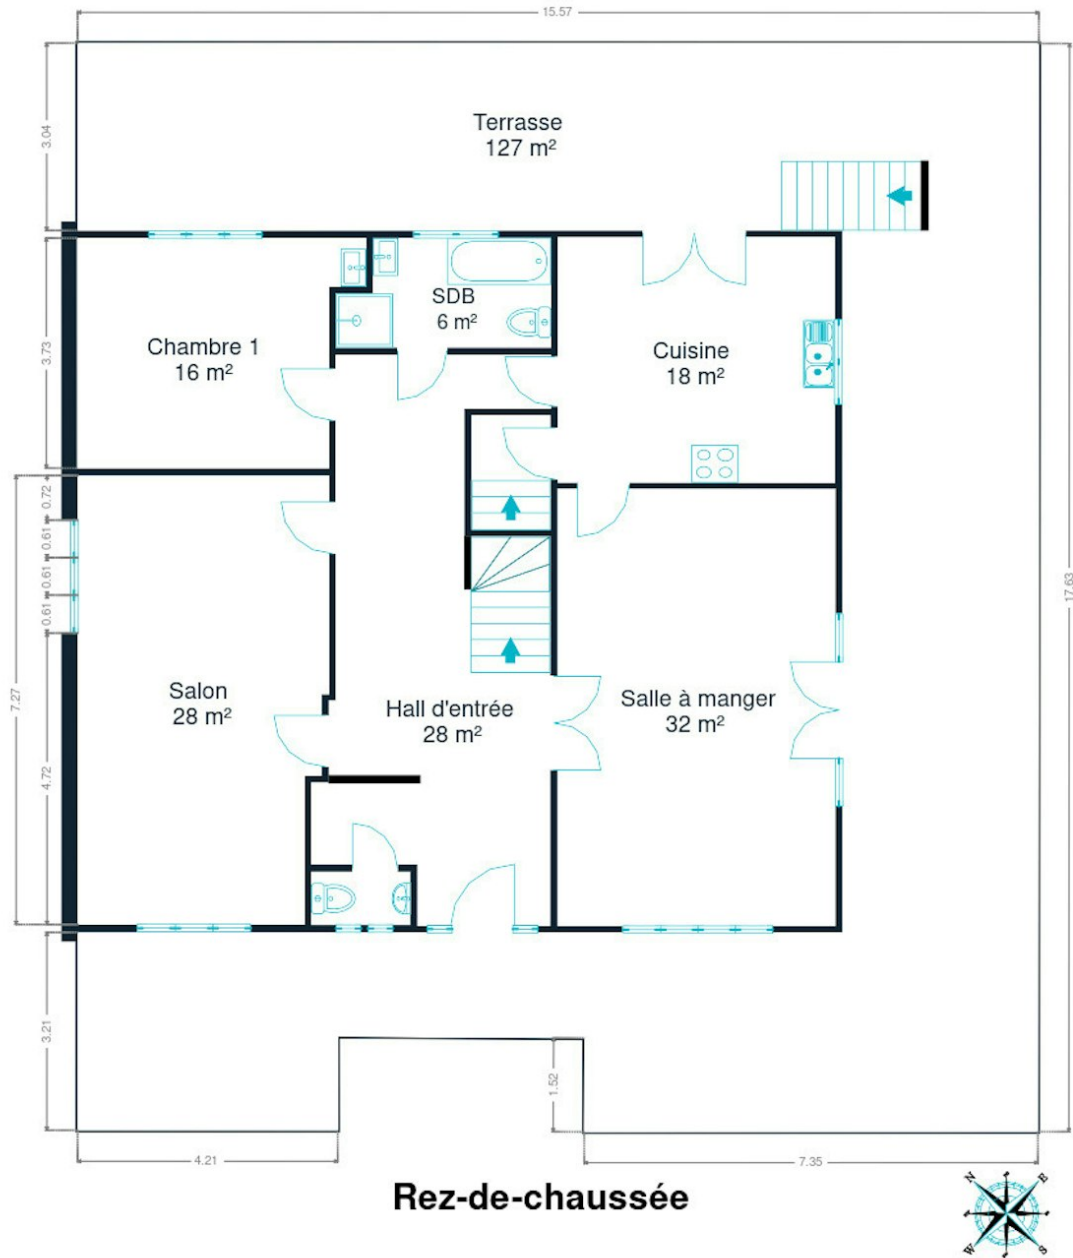 15.57
3.04
Terrasse
127 m²
3.73
Chambre 1
16 m²
SDB
6 m²
Cuisine
18 m²
0.72
0.61
0.61
0.61
7.27
17.63
Salon
28 m²
Hall d'entrée
28 m²
Salle à manger
32 m²
4.72
3.21
1.52
4.21
7.35
Rez-de-chaussée
N
E
W
S